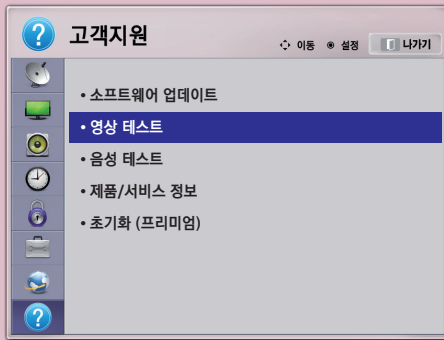 고객지원
이동 설정 나가기
• 소프트웨어 업데이트
• 영상 테스트
• 음성 테스트
• 제품/서비스 정보
• 초기화 (프리미엄)